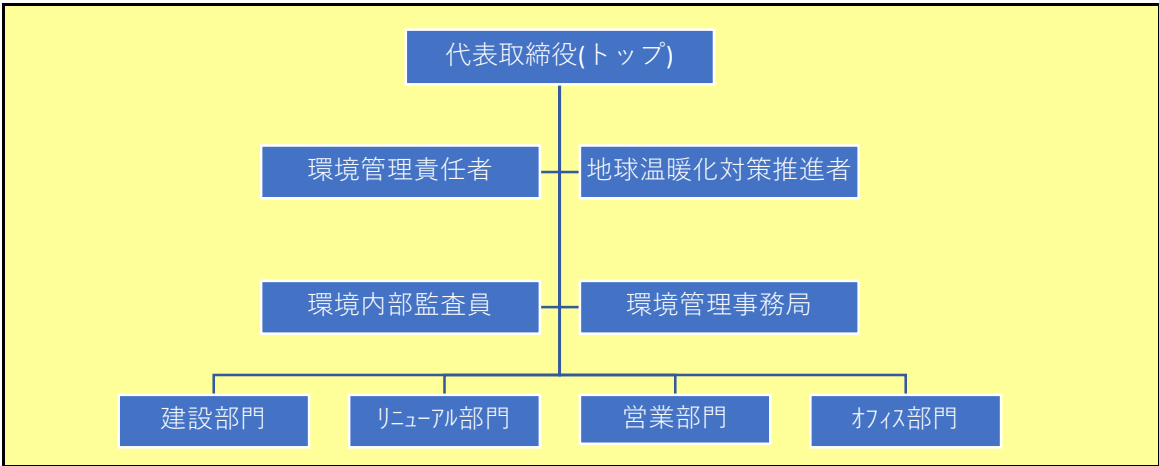 代表取締役(トップ)
環境管理責任者
地球温暖化対策推進者
環境内部監査員
環境管理事務局
建設部門
ﾘﾆｭｰｱﾙ部門
営業部門
ｵﾌｨｽ部門